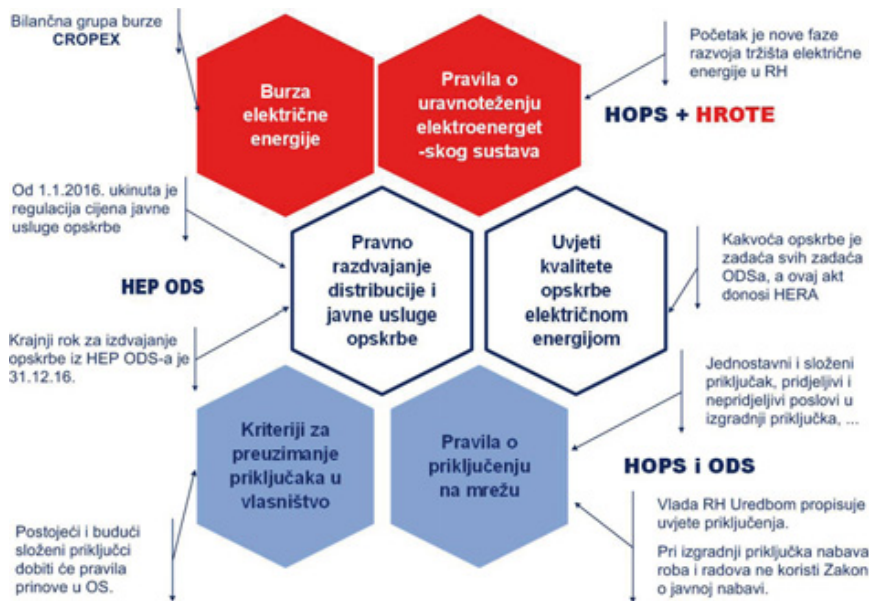 Bilančna grupa burze
CROPEX
Burza
električne
energije
Pravila o
uravnoteženju
elektroenerget
-skog sustava
Početak je nove faze
razvoja tržišta električne
energije u RH
HOPS + HROTE
Od 1.1.2016. ukinuta je
regulacija cijena javne
usluge opskrbe
HEP ODS
Krajnji rok za izdvajanje
opskrbe iz HEP ODS-a je
31.12.16.
Pravno
razdvajanje
distribucije i
javne usluge
opskrbe
Uvjeti
kvalitete
opskrbe
električnom
energijom
Kakvoća opskrbe je
zadaća svih zadaća
ODSa, a ovaj akt
donosi HERA
Jednostavni i složeni
priključak, pridjeljivi i
nepridjeljivi poslovi u
izgradnji priključka, ...
Kriteriji za
preuzimanje
priključaka u
vlasništvo
Pravila o
priključenju
na mrežu
HOPS i ODS
Postojeći i budući
složeni priključci
dobiti će pravila
prinove u OS.
Vlada RH Uredbom propisuje
uvjete priključenja.
Pri izgradnji priključka nabava
roba i radova ne koristi Zakon
o javnoj nabavi.